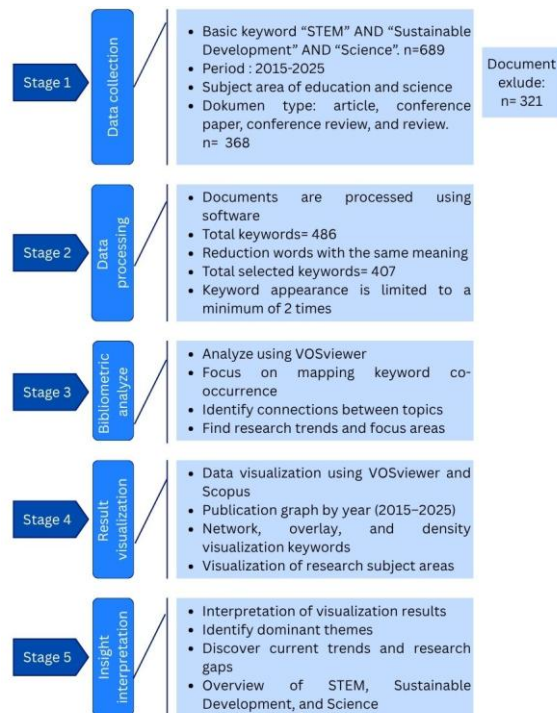 Stage 1
Data collection
• Basic keyword “STEM” AND “Sustainable
Development” AND “Science”. n=689
• Period : 2015-2025
• Subject area of education and science
• Dokumen type: article, conference
paper, conference review, and review.
n= 368
Document
exlude:
n= 321
Stage 2
Data
processing
• Documents are processed using
software
• Total keywords= 486
• Reduction words with the same meaning
• Total selected keywords= 407
• Keyword appearance is limited to a
minimum of 2 times
Stage 3
Bibliometric
analyze
• Analyze using VOSviewer
• Focus on mapping keyword co-
occurrence
• Identify connections between topics
• Find research trends and focus areas
Stage 4
Result
visualization
• Data visualization using VOSviewer and
Scopus
• Publication graph by year (2015–2025)
• Network, overlay, and density
visualization keywords
• Visualization of research subject areas
Stage 5
Insight
interpretation
• Interpretation of visualization results
• Identify dominant themes
• Discover current trends and research
gaps
• Overview of STEM, Sustainable
Development, and Science